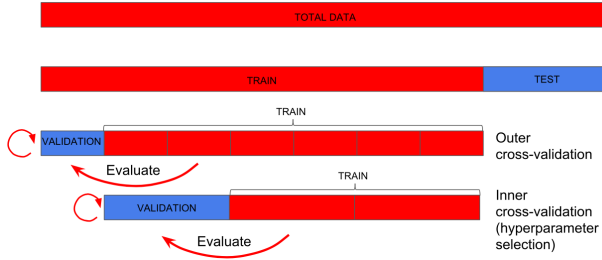 TOTAL DATA
TRAIN
TEST
TRAIN
VALIDATION
Outer
cross-validation
Evaluate
TRAIN
VALIDATION
Inner
cross-validation
(hyperparameter
selection)
Evaluate